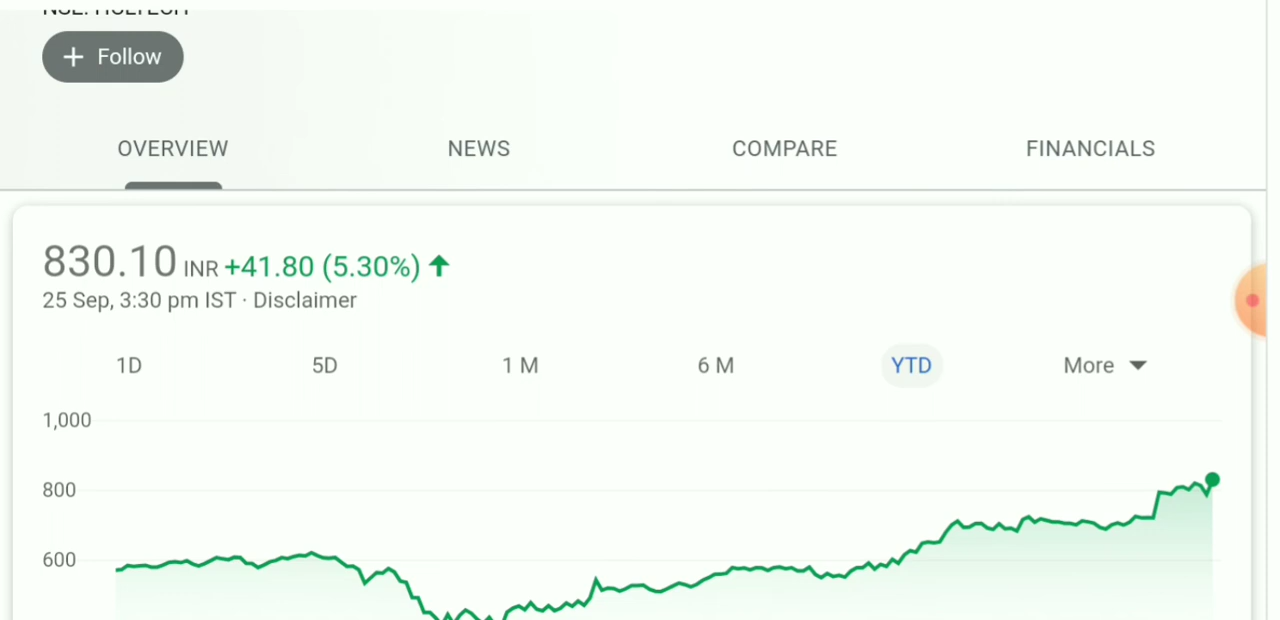 + Follow
OVERVIEW NEWS COMPARE FINANCIALS
830.10 INR +41.80 (5.30%)
25 Sep, 3:30 pm IST · Disclaimer
1D 5D 1 M 6 M YTD More
1,000
800
600